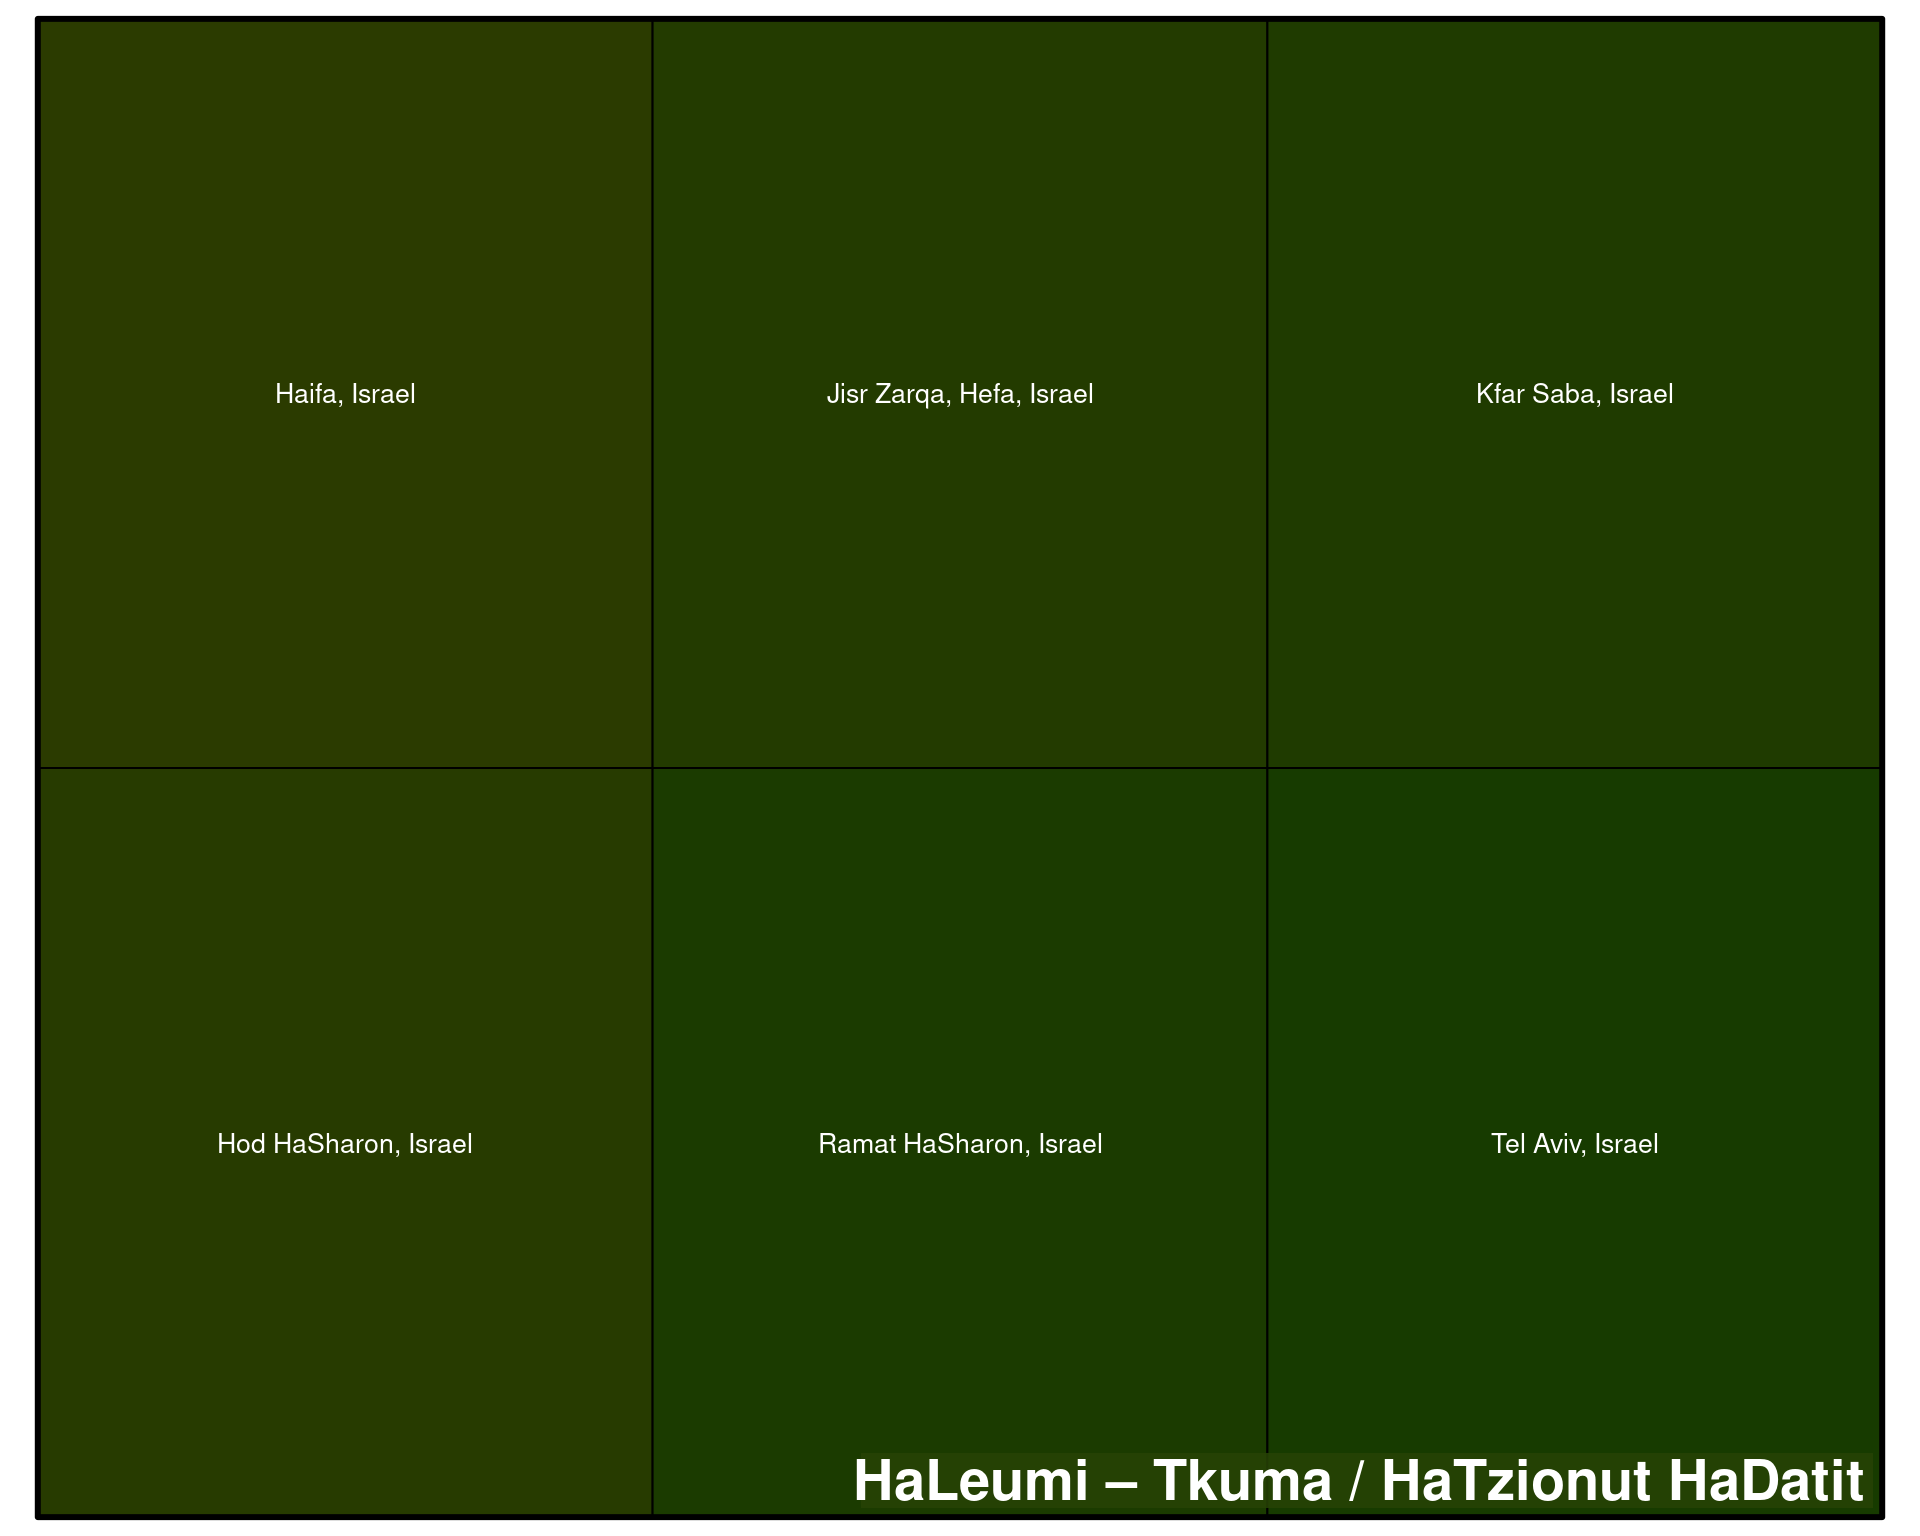 Haifa, Israel
Jisr Zarqa, Hefa, Israel
Kfar Saba, Israel
Hod HaSharon, Israel
Ramat HaSharon, Israel
Tel Aviv, Israel
HaLeumi – Tkuma / HaTzionut HaDatit